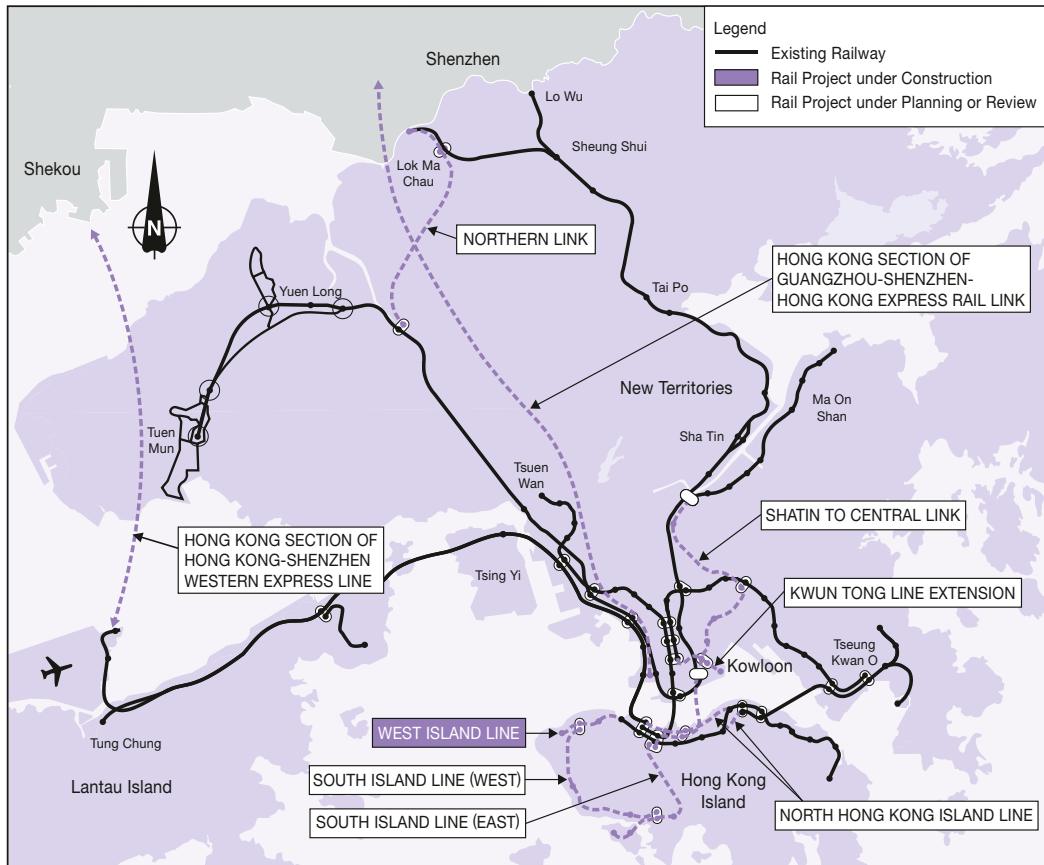 Legend
Existing Railway
Rail Project under Construction
Rail Project under Planning or Review
Shenzhen
Lo Wu
Sheung Shui
Lok Ma
Chau
Shekou
N
NORTHERN LINK
HONG KONG SECTION OF
GUANGZHOU-SHENZHEN-
HONG KONG EXPRESS RAIL LINK
Yuen Long
Tai Po
New Territories
Ma On
Shan
Sha Tin
Tuen
Mun
Tsuen
Wan
SHATIN TO CENTRAL LINK
HONG KONG SECTION OF
HONG KONG-SHENZHEN
WESTERN EXPRESS LINE
Tsing Yi
KWUN TONG LINE EXTENSION
Tseung
Kwan O
Kowloon
Tung Chung
WEST ISLAND LINE
Lantau Island
SOUTH ISLAND LINE (WEST)
Hong Kong
Island
SOUTH ISLAND LINE (EAST)
NORTH HONG KONG ISLAND LINE